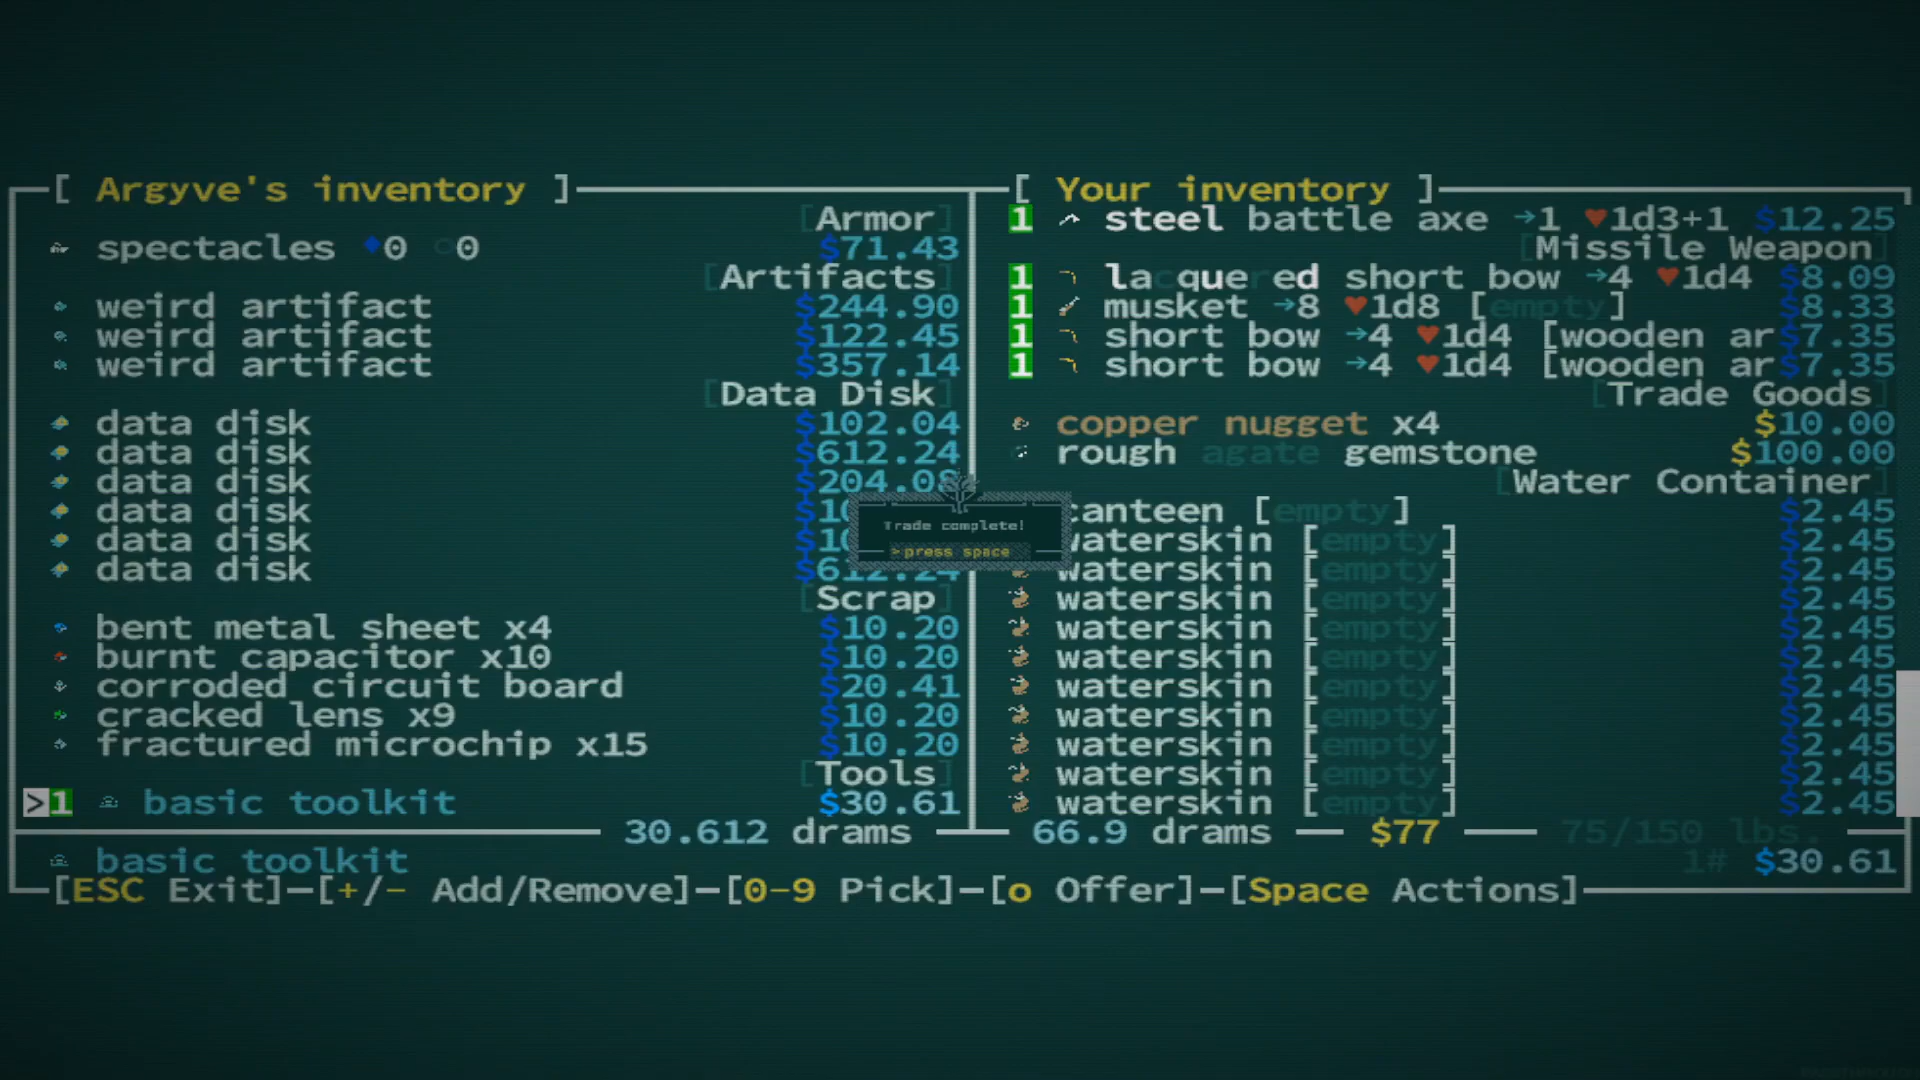 [ Argyve's inventory ]
[Armor]
spectacles ♦0 ○0 $71.43
[Artifacts]
weird artifact $244.90
weird artifact $122.45
weird artifact $357.14
[Data Disk]
data disk $102.04
data disk $612.24
data disk $204.08
data disk
data disk
data disk $612.24
[Scrap]
bent metal sheet x4 $10.20
burnt capacitor x10 $10.20
corroded circuit board $20.41
cracked lens x9 $10.20
fractured microchip x15 $10.20
[Tools]
>1 basic toolkit $30.61
30.612 drams
[ Your inventory ]
1 steel battle axe →1 ♥1d3+1 $12.25
[Missile Weapon]
1 lacquered short bow →4 ♥1d4 $8.09
1 musket →8 ♥1d8 [empty] $8.33
1 short bow →4 ♥1d4 [wooden ar $7.35
1 short bow →4 ♥1d4 [wooden ar $7.35
[Trade Goods]
copper nugget x4 $10.00
rough agate gemstone $100.00
[Water Container]
canteen [empty] $2.45
waterskin [empty] $2.45
waterskin [empty] $2.45
waterskin [empty] $2.45
waterskin [empty] $2.45
waterskin [empty] $2.45
waterskin [empty] $2.45
waterskin [empty] $2.45
waterskin [empty] $2.45
waterskin [empty] $2.45
waterskin [empty] $2.45
66.9 drams $77 75/150 lbs.
Trade complete!
>press space
basic toolkit 1# $30.61
[ESC Exit]─[+/- Add/Remove]─[0-9 Pick]─[o Offer]─[Space Actions]